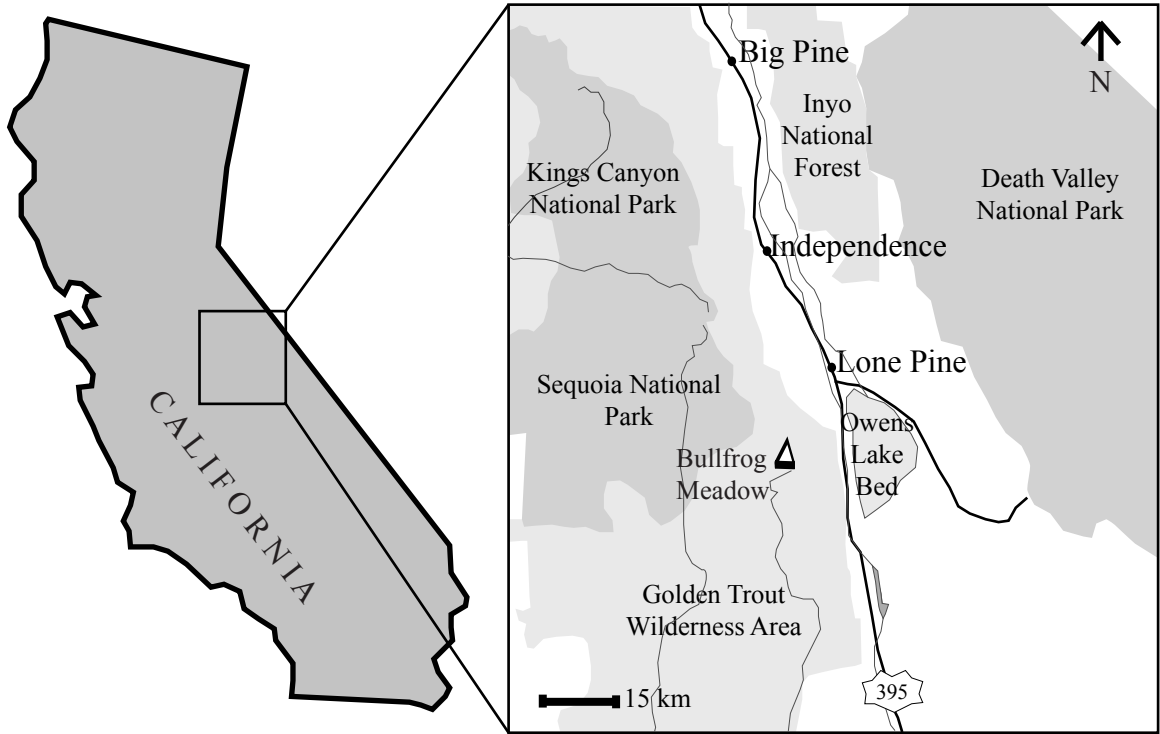 CALIFORNIA
Big Pine
N
Inyo
National
Forest
Kings Canyon
National Park
Death Valley
National Park
Independence
Lone Pine
Sequoia National
Park
Owens
Lake
Bed
Bullfrog
Meadow
Golden Trout
Wilderness Area
395
15 km